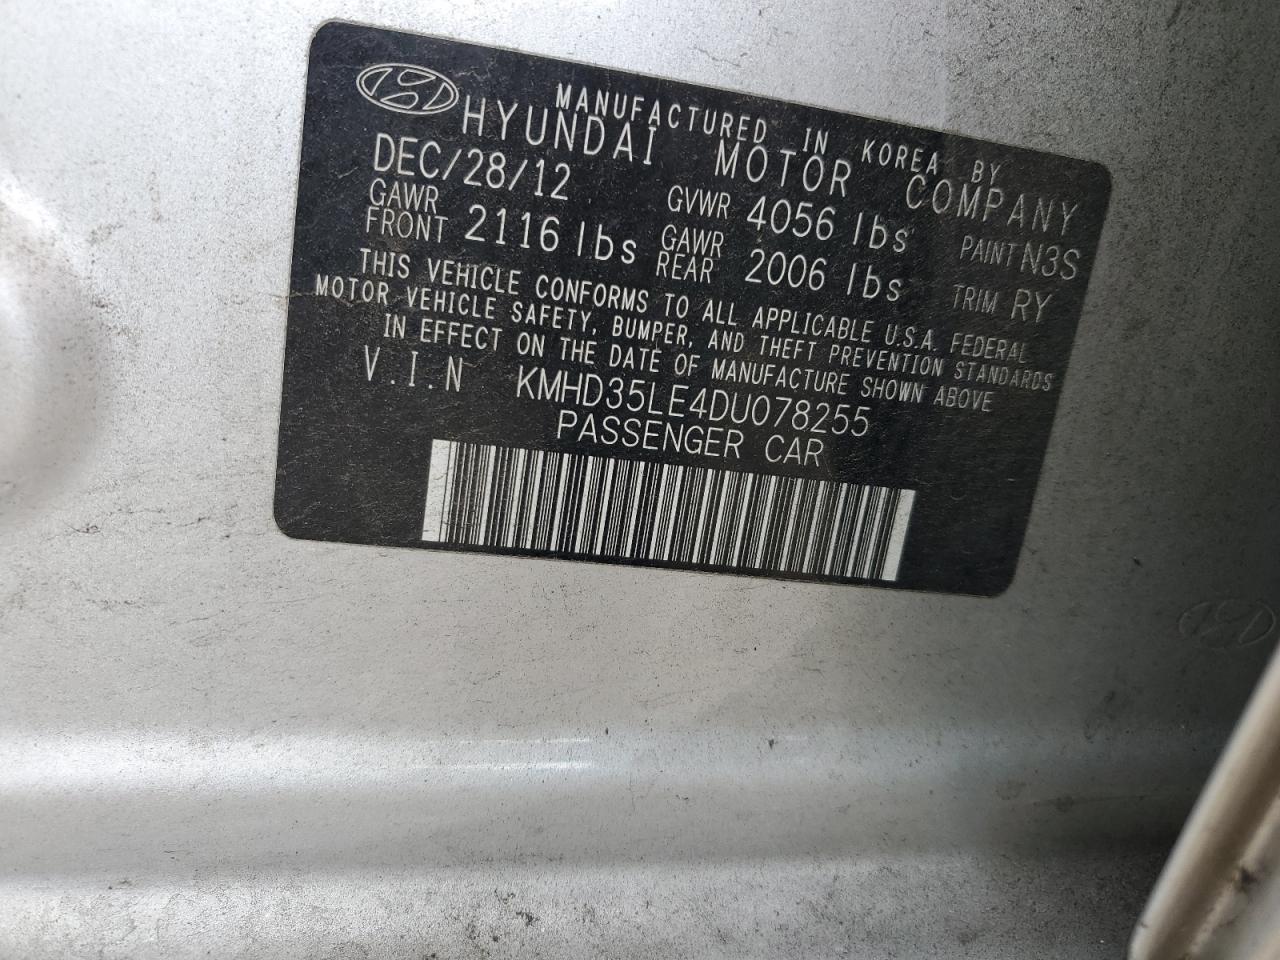 MANUFACTURED IN KOREA BY
HYUNDAI MOTOR COMPANY
DEC/28/12 GVWR 4056 lbs PAINT N3S
GAWR FRONT 2116 lbs GAWR REAR 2006 lbs TRIM RY
THIS VEHICLE CONFORMS TO ALL APPLICABLE U.S.A. FEDERAL
MOTOR VEHICLE SAFETY, BUMPER, AND THEFT PREVENTION STANDARDS
IN EFFECT ON THE DATE OF MANUFACTURE SHOWN ABOVE
V.I.N KMHD35LE4DU078255
PASSENGER CAR